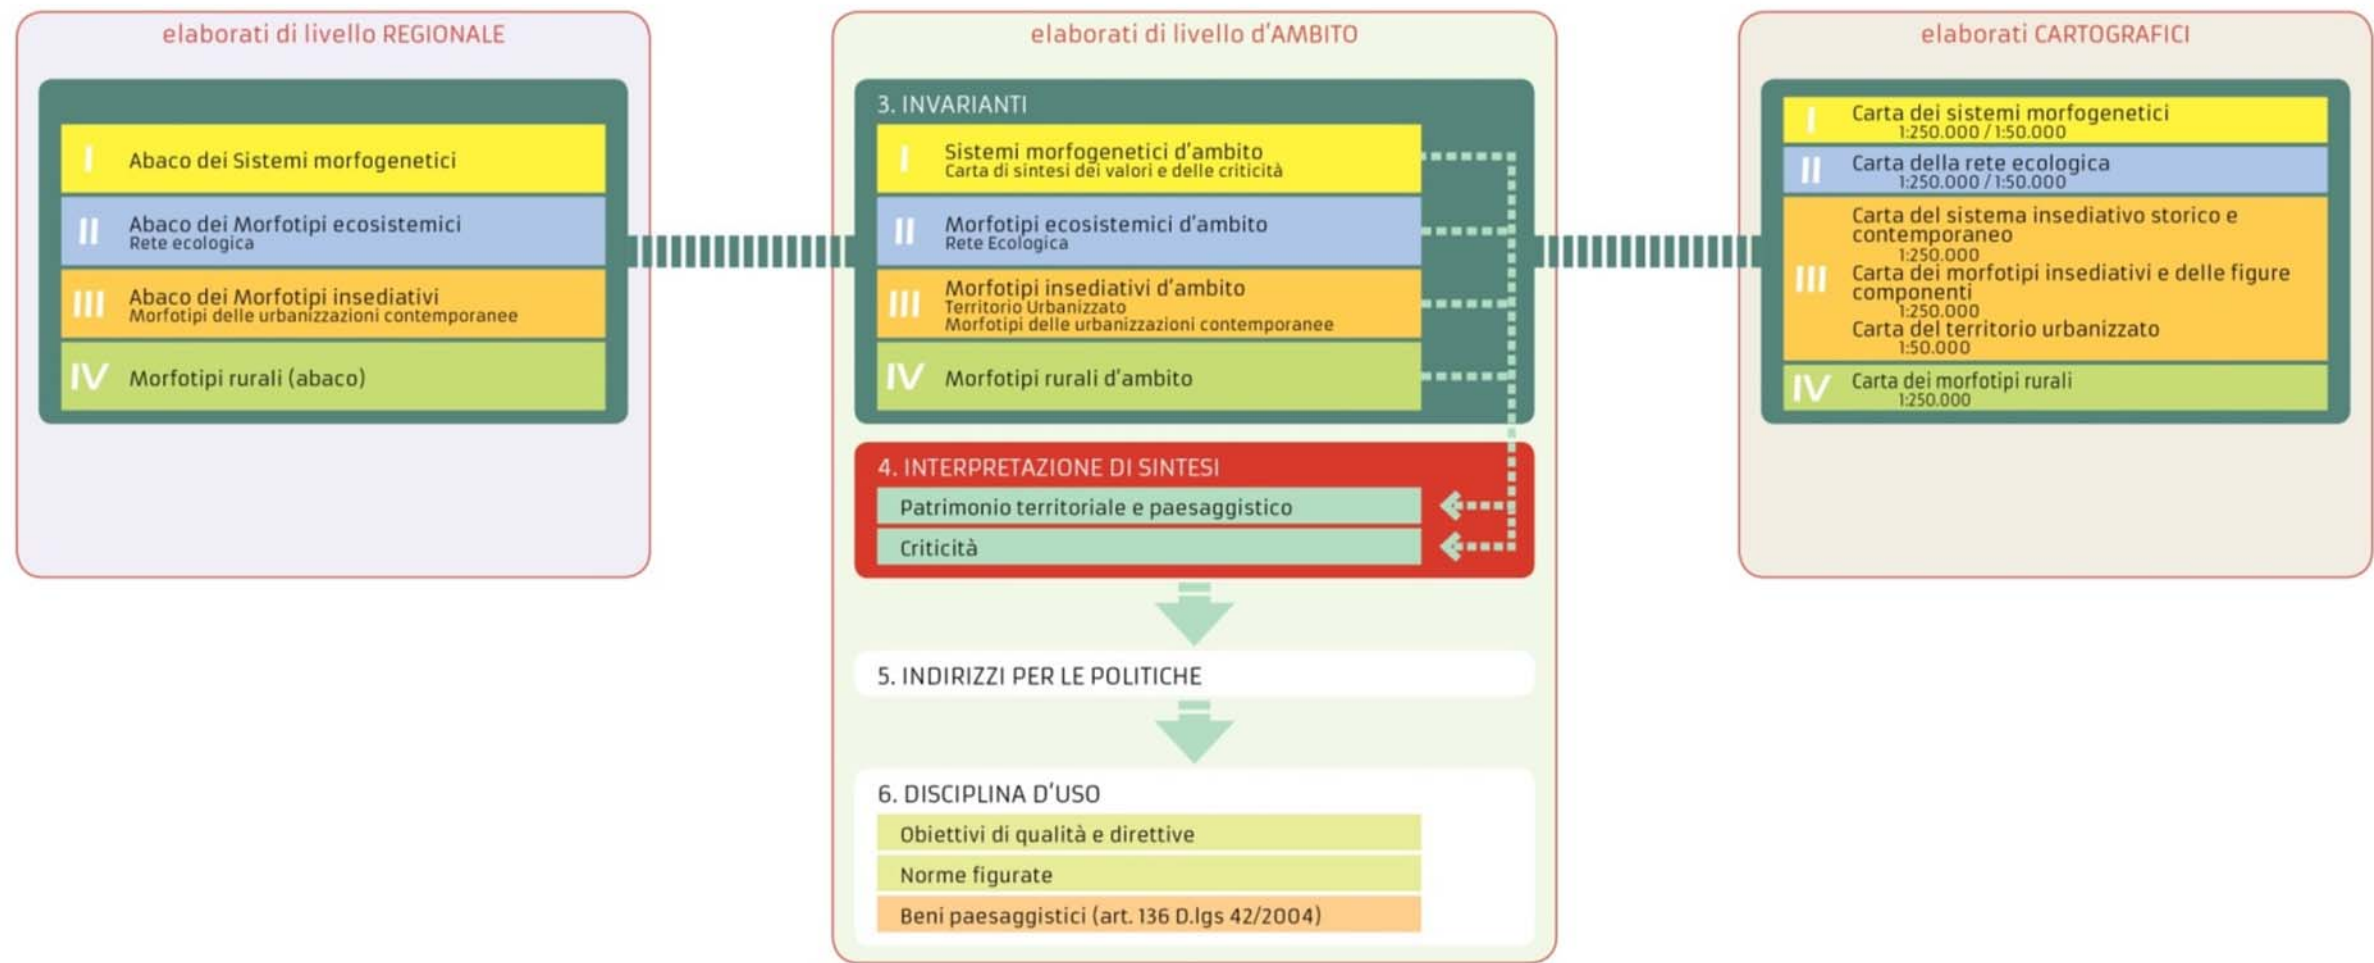 elaborati di livello REGIONALE
I
Abaco dei Sistemi morfogenetici
II
Abaco dei Morfotipi ecosistemici
Rete ecologica
III
Abaco dei Morfotipi insediativi
Morfotipi delle urbanizzazioni contemporanee
IV
Morfotipi rurali (abaco)
elaborati di livello d'AMBITO
3. INVARIANTI
I
Sistemi morfogenetici d'ambito
Carta di sintesi dei valori e delle criticità
II
Morfotipi ecosistemici d'ambito
Rete Ecologica
III
Morfotipi insediativi d'ambito
Territorio Urbanizzato
Morfotipi delle urbanizzazioni contemporanee
IV
Morfotipi rurali d'ambito
4. INTERPRETAZIONE DI SINTESI
Patrimonio territoriale e paesaggistico
Criticità
5. INDIRIZZI PER LE POLITICHE
6. DISCIPLINA D'USO
Obiettivi di qualità e direttive
Norme figurate
Beni paesaggistici (art. 136 D.lgs 42/2004)
elaborati CARTOGRAFICI
I
Carta dei sistemi morfogenetici
1:250.000 / 1:50.000
II
Carta della rete ecologica
1:250.000 / 1:50.000
III
Carta del sistema insediativo storico e
contemporaneo
1:250.000
Carta dei morfotipi insediativi e delle figure
componenti
1:250.000
Carta del territorio urbanizzato
1:50.000
IV
Carta dei morfotipi rurali
1:250.000